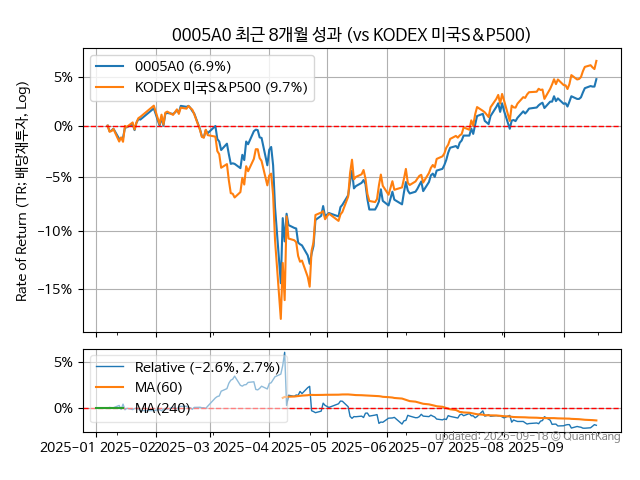 0005A0 최근 8개월 성과 (vs KODEX 미국S&P500)
0005A0 (6.9%)
KODEX 미국S&P500 (9.7%)
Rate of Return (TR: 배당재투자, Log)
5%
0%
−5%
−10%
−15%
Relative (−2.6%, 2.7%)
MA(60)
MA(240)
5%
0%
2025-01 2025-02 2025-03 2025-04 2025-05 2025-06 2025-07 2025-08 2025-09
updated: 2025-09-18 © QuantKang